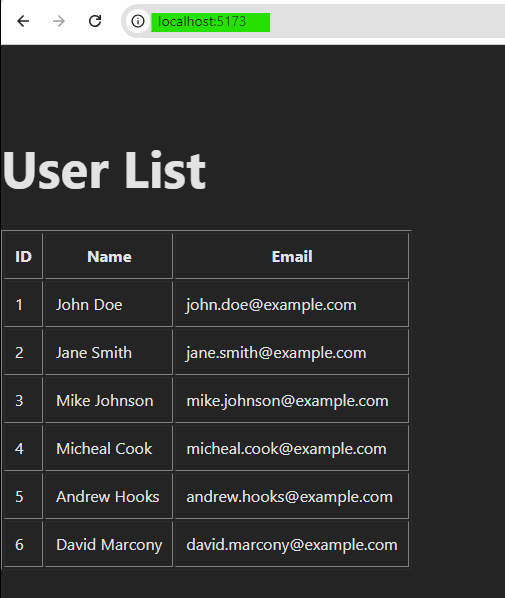 localhost:5173
User List
ID Name Email
1 John Doe john.doe@example.com
2 Jane Smith jane.smith@example.com
3 Mike Johnson mike.johnson@example.com
4 Micheal Cook micheal.cook@example.com
5 Andrew Hooks andrew.hooks@example.com
6 David Marcony david.marcony@example.com